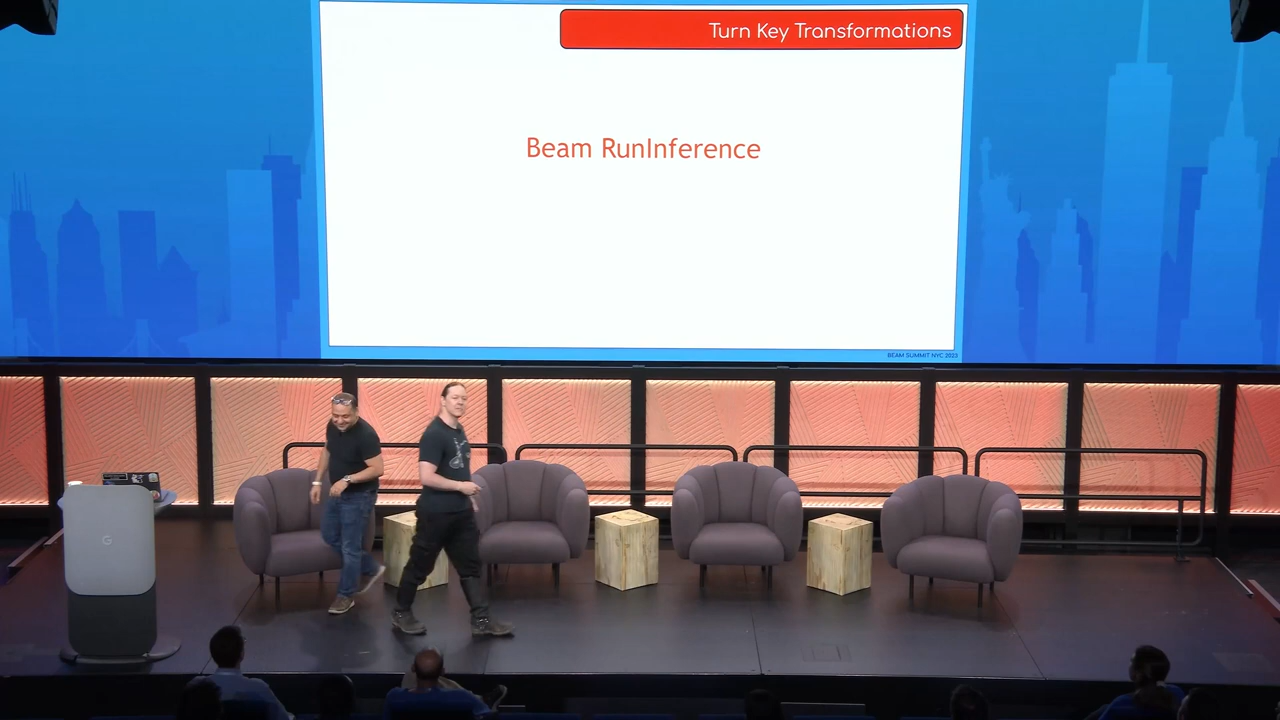 Turn Key Transformations
Beam RunInference
BEAM SUMMIT NYC 2023
G